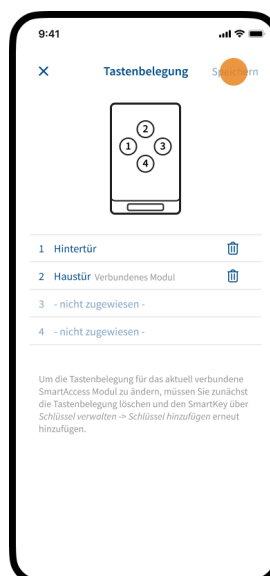 9:41
Tastenbelegung Speichern
2
1 3
4
1 Hintertür
2 Haustür Verbundenes Modul
3 - nicht zugewiesen -
4 - nicht zugewiesen -
Um die Tastenbelegung für das aktuell verbundene
SmartAccess Modul zu ändern, müssen Sie zunächst
die Tastenbelegung löschen und den SmartKey über
Schlüssel verwalten -> Schlüssel hinzufügen erneut
hinzufügen.